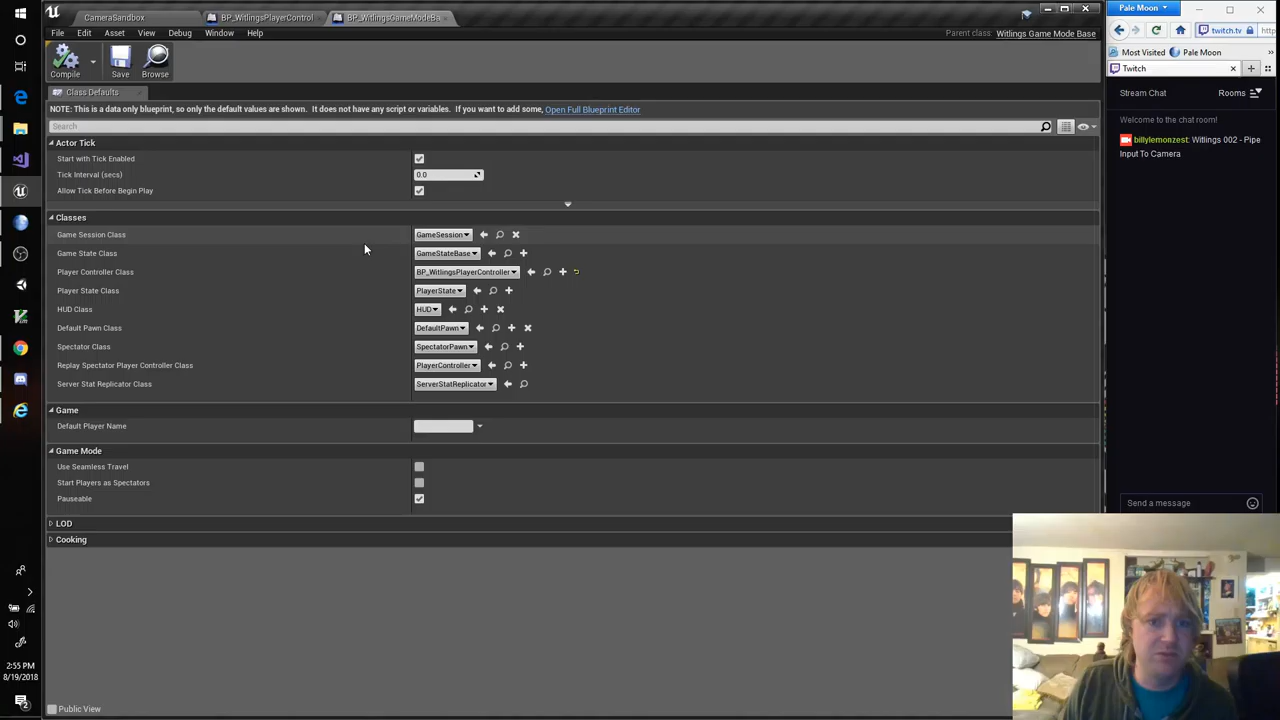 CameraSandbox
BP_WitlingsPlayerControl
BP_WitlingsGameModeBa
File
Edit
Asset
View
Debug
Window
Help
Parent class: Witlings Game Mode Base
Compile
Save
Browse
Class Defaults
NOTE: This is a data only blueprint, so only the default values are shown. It does not have any script or variables. If you want to add some, Open Full Blueprint Editor
Search
Actor Tick
Start with Tick Enabled
Tick Interval (secs)
0.0
Allow Tick Before Begin Play
Classes
Game Session Class
GameSession
Game State Class
GameStateBase
Player Controller Class
BP_WitlingsPlayerController
Player State Class
PlayerState
HUD Class
HUD
Default Pawn Class
DefaultPawn
Spectator Class
SpectatorPawn
Replay Spectator Player Controller Class
PlayerController
Server Stat Replicator Class
ServerStatReplicator
Game
Default Player Name
Game Mode
Use Seamless Travel
Start Players as Spectators
Pauseable
LOD
Cooking
Public View
2:55 PM
8/19/2018
2
Pale Moon
twitch.tv
http
Most Visited
Pale Moon
Twitch
Stream Chat
Rooms
Welcome to the chat room!
billylemonzest: Witlings 002 - Pipe
Input To Camera
Send a message